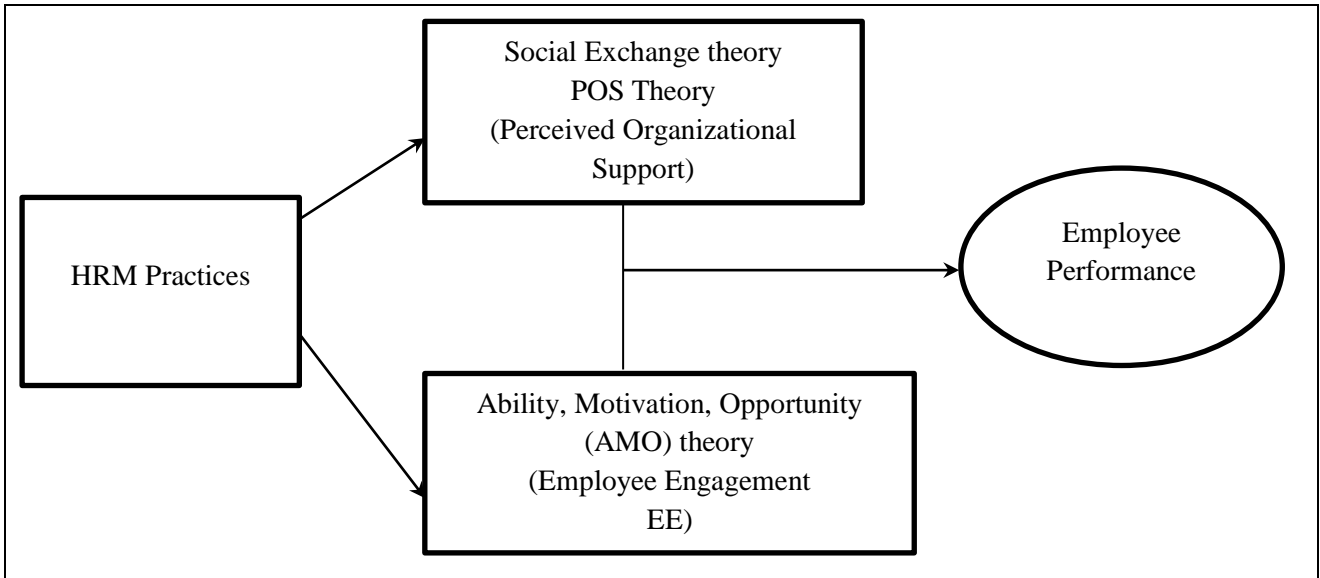 Social Exchange theory
POS Theory
(Perceived Organizational
Support)
HRM Practices
Employee
Performance
Ability, Motivation, Opportunity
(AMO) theory
(Employee Engagement
EE)